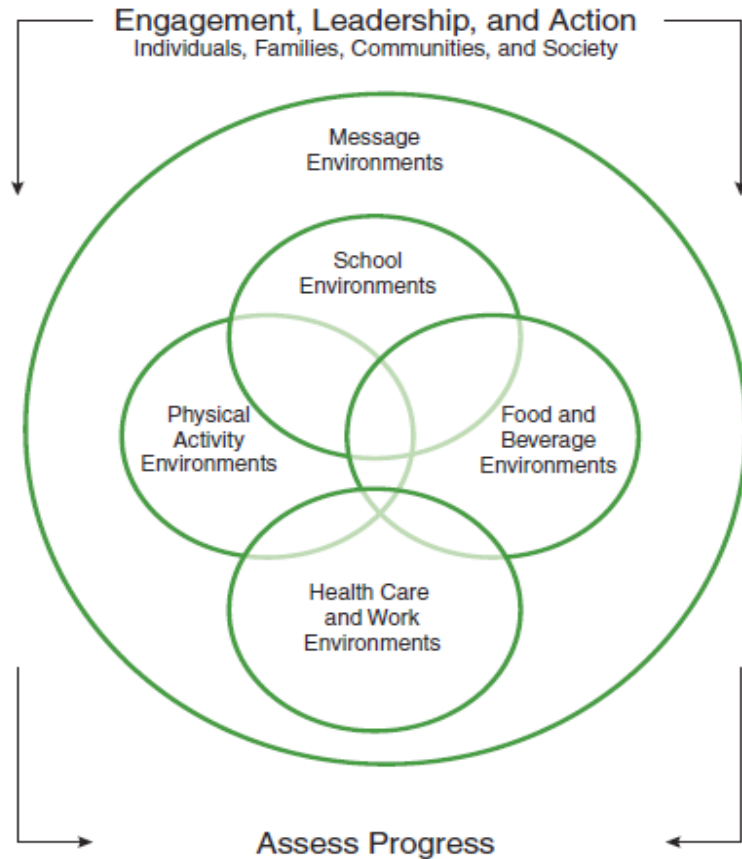 Engagement, Leadership, and Action
Individuals, Families, Communities, and Society
Message
Environments
School
Environments
Physical
Activity
Environments
Food and
Beverage
Environments
Health Care
and Work
Environments
Assess Progress